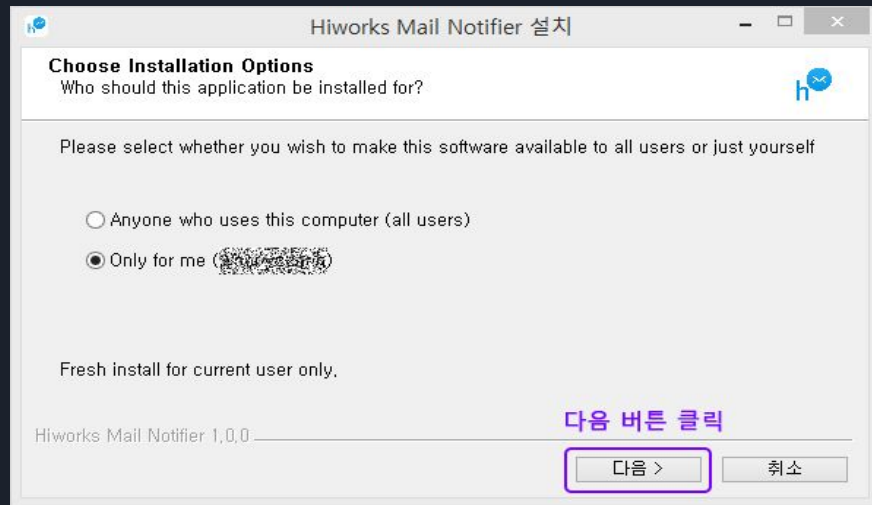 Hiworks Mail Notifier 설치
Choose Installation Options
Who should this application be installed for?
h
Please select whether you wish to make this software available to all users or just yourself
Anyone who uses this computer (all users)
Only for me ( )
Fresh install for current user only.
다음 버튼 클릭
Hiworks Mail Notifier 1.0.0
다음 >
취소